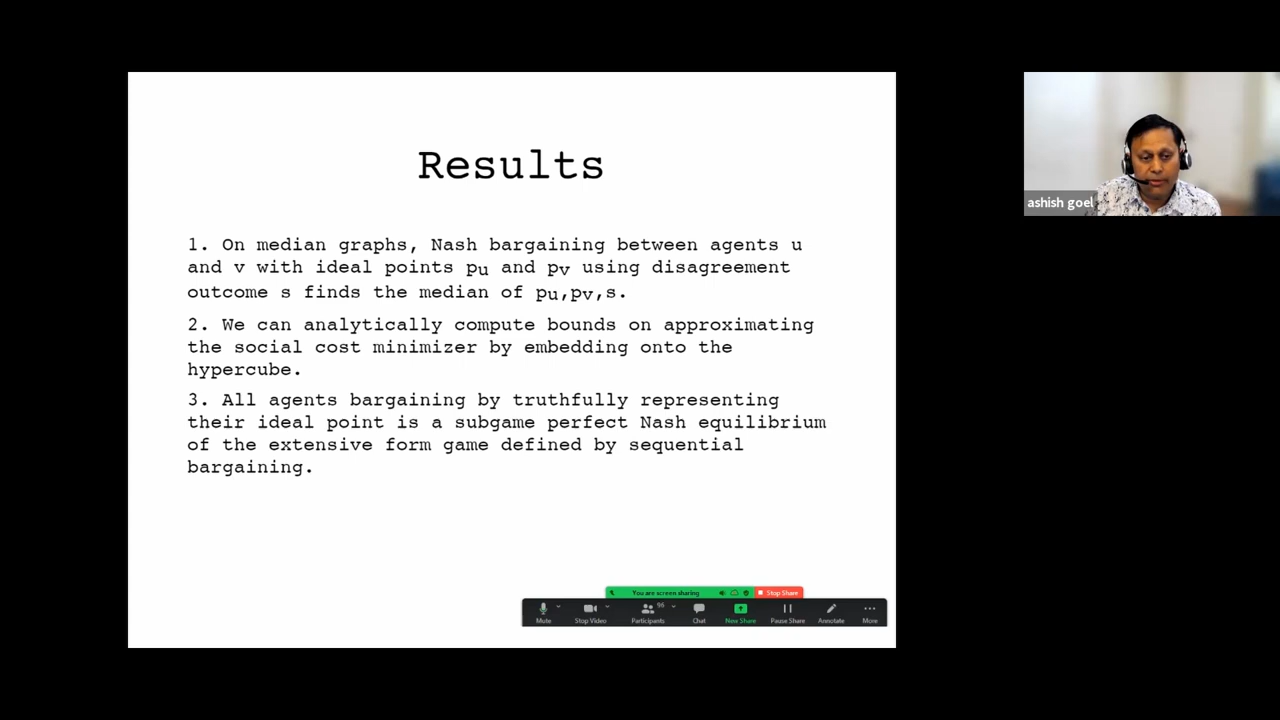 Results
1. On median graphs, Nash bargaining between agents u
and v with ideal points pu and pv using disagreement
outcome s finds the median of pu,pv,s.
2. We can analytically compute bounds on approximating
the social cost minimizer by embedding onto the
hypercube.
3. All agents bargaining by truthfully representing
their ideal point is a subgame perfect Nash equilibrium
of the extensive form game defined by sequential
bargaining.
ashish goel
You are screen sharing
Stop Share
96
Mute
Stop Video
Participants
Chat
New Share
Pause Share
Annotate
More